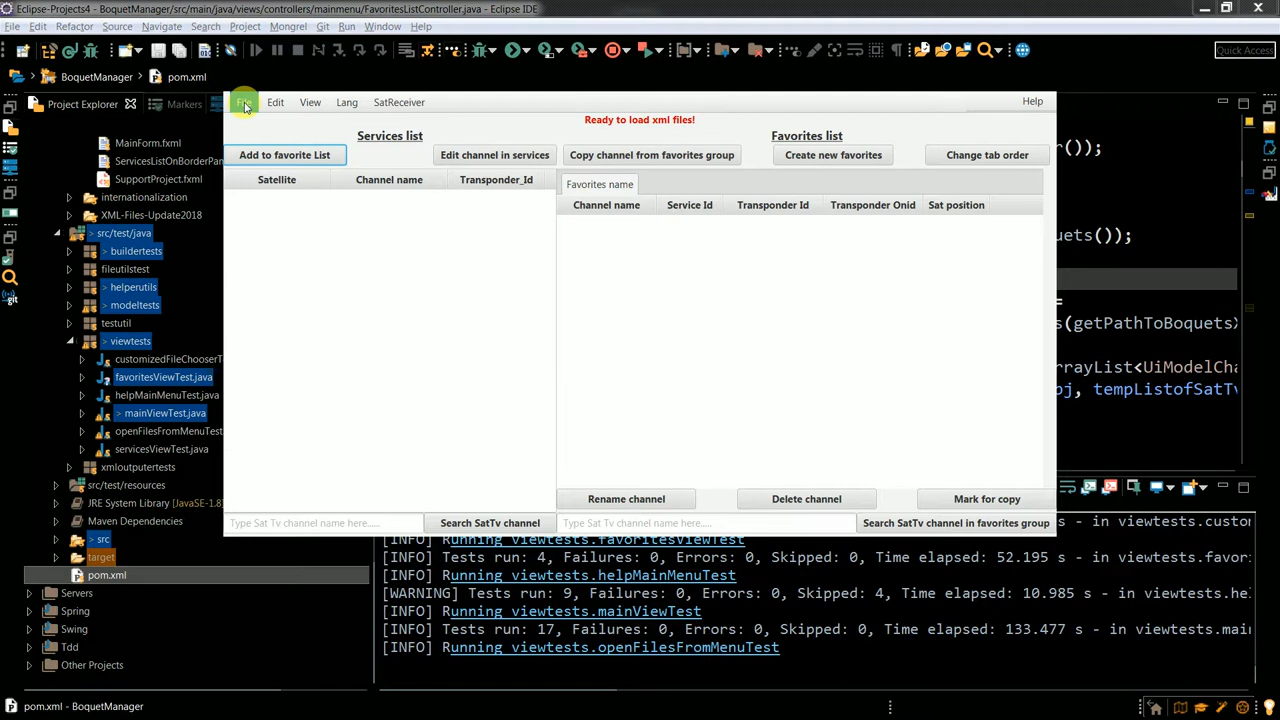 Eclipse-Projects4 - BoquetManager/src/main/java/views/controllers/mainmenu/FavoritesListController.java - Eclipse IDE
File Edit Refactor Source Navigate Search Project Mongrel Git Run Window Help
Quick Access
BoquetManager pom.xml
Project Explorer Markers
MainForm.fxml
ServicesListOnBorderPan
SupportProject.fxml
internationalization
XML-Files-Update2018
> src/test/java
> buildertests
fileutilstest
> helperutils
> modeltests
testutil
> viewtests
customizedFileChooserT
favoritesViewTest.java
helpMainMenuTest.java
> mainViewTest.java
openFilesFromMenuTest
servicesViewTest.java
xmloutputertests
src/test/resources
JRE System Library [JavaSE-1.8]
Maven Dependencies
> src
target
pom.xml
Servers
Spring
Swing
Tdd
Other Projects
File Edit View Lang SatReceiver Help
Ready to load xml files!
Services list Favorites list
Add to favorite List Edit channel in services Copy channel from favorites group Create new favorites Change tab order
Satellite Channel name Transponder_Id
Favorites name
Channel name Service Id Transponder Id Transponder Onid Sat position
Rename channel Delete channel Mark for copy
Type Sat Tv channel name here..... Search SatTv channel Type Sat Tv channel name here..... Search SatTv channel in favorites group
());
uets());
=
s(getPathToBoquetsX
rrayList<UiModelCha
oj, tempListofSatTv
s - in viewtests.custo
[INFO] Running viewtests.favoritesViewTest
[INFO] Tests run: 4, Failures: 0, Errors: 0, Skipped: 0, Time elapsed: 52.195 s - in viewtests.favor
[INFO] Running viewtests.helpMainMenuTest
[WARNING] Tests run: 9, Failures: 0, Errors: 0, Skipped: 4, Time elapsed: 10.985 s - in viewtests.he
[INFO] Running viewtests.mainViewTest
[INFO] Tests run: 17, Failures: 0, Errors: 0, Skipped: 0, Time elapsed: 133.477 s - in viewtests.mai
[INFO] Running viewtests.openFilesFromMenuTest
pom.xml - BoquetManager